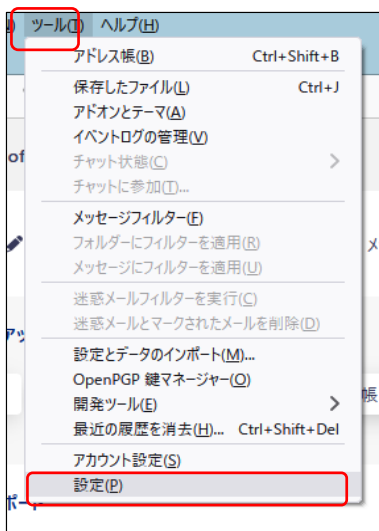 ツール(T) ヘルプ(H)
アドレス帳(B) Ctrl+Shift+B
保存したファイル(L) Ctrl+J
アドオンとテーマ(A)
イベントログの管理(V)
of
チャット状態(C)
チャットに参加(T)...
メッセージフィルター(F)
フォルダーにフィルターを適用(R)
メッセージにフィルターを適用(U)
迷惑メールフィルターを実行(C)
迷惑メールとマークされたメールを削除(D)
アッ
設定とデータのインポート(M)...
OpenPGP 鍵マネージャー(O)
開発ツール(E)
帳
最近の履歴を消去(H)... Ctrl+Shift+Del
アカウント設定(S)
設定(P)
ポート